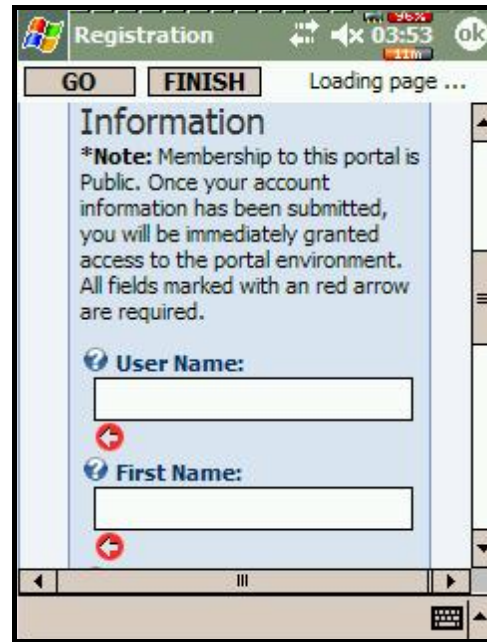 Registration
96%
03:53
ok
11m
GO
FINISH
Loading page ...
Information
*Note: Membership to this portal is
Public. Once your account
information has been submitted,
you will be immediately granted
access to the portal environment.
All fields marked with an red arrow
are required.
User Name:
First Name: